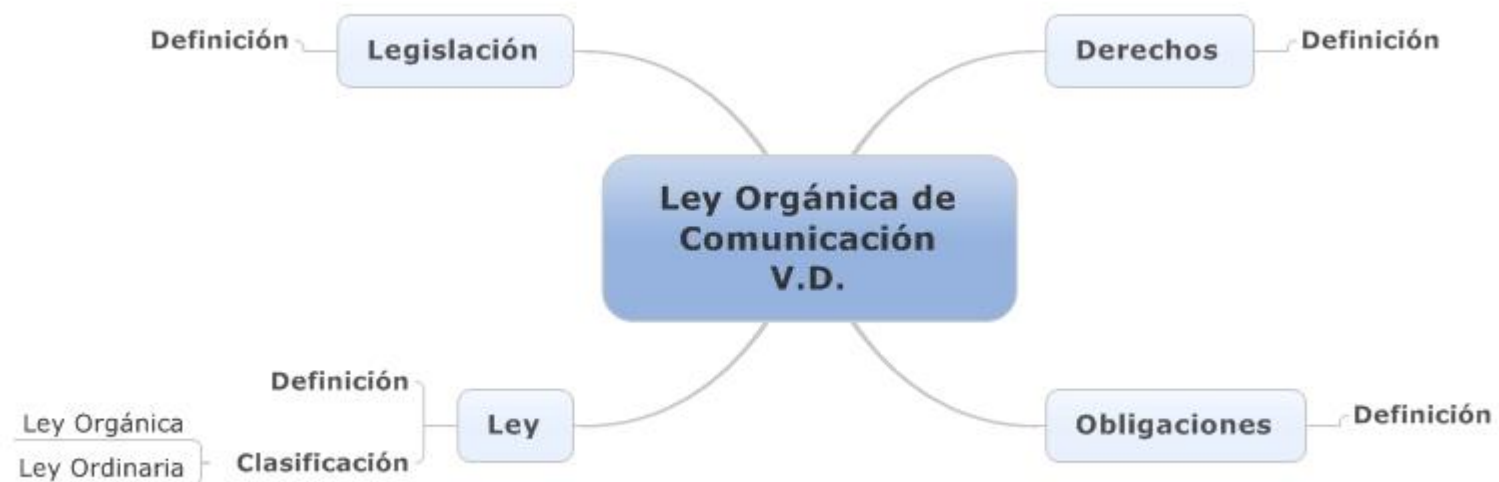 Definición
Legislación
Derechos
Definición
Ley Orgánica de
Comunicación
V.D.
Definición
Ley
Clasificación
Ley Orgánica
Ley Ordinaria
Obligaciones
Definición